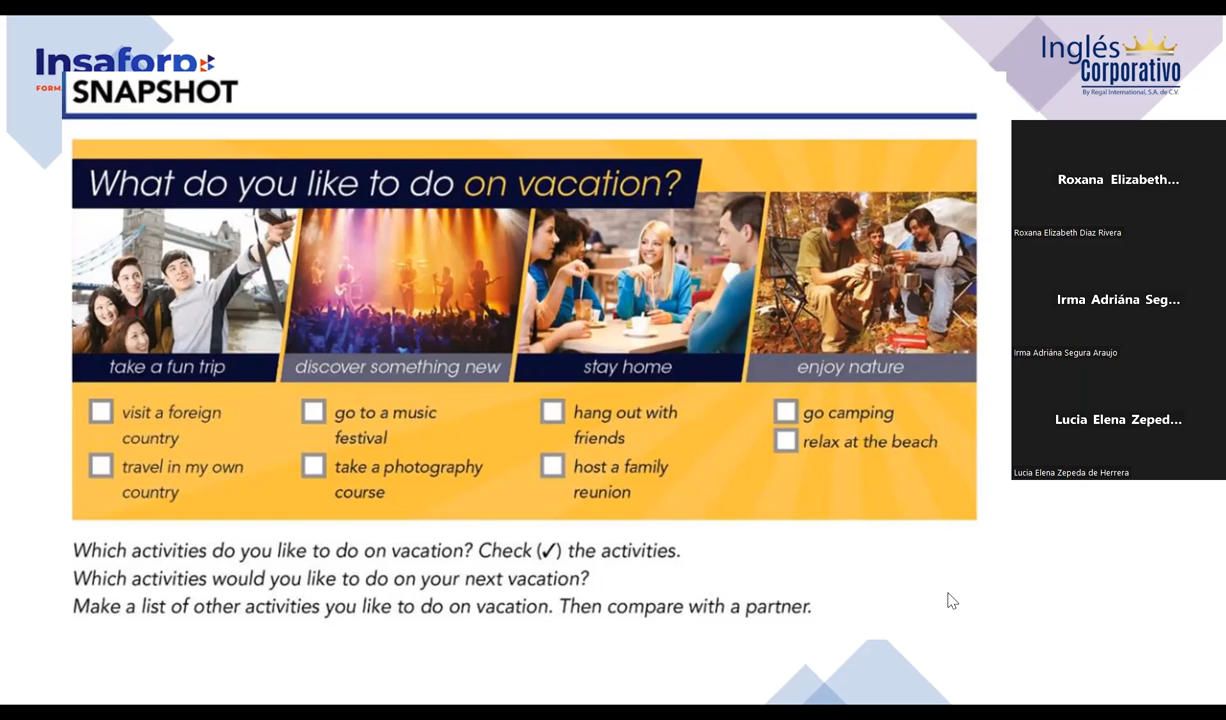 Insaforp
FORM
SNAPSHOT
Inglés
Corporativo
By Regal International, S.A. de C.V.
What do you like to do on vacation?
take a fun trip
discover something new
stay home
enjoy nature
visit a foreign
country
travel in my own
country
go to a music
festival
take a photography
course
hang out with
friends
host a family
reunion
go camping
relax at the beach
Which activities do you like to do on vacation? Check (✓) the activities.
Which activities would you like to do on your next vacation?
Make a list of other activities you like to do on vacation. Then compare with a partner.
Roxana Elizabeth...
Roxana Elizabeth Diaz Rivera
Irma Adriána Seg...
Irma Adriána Segura Araujo
Lucia Elena Zeped...
Lucia Elena Zepeda de Herrera